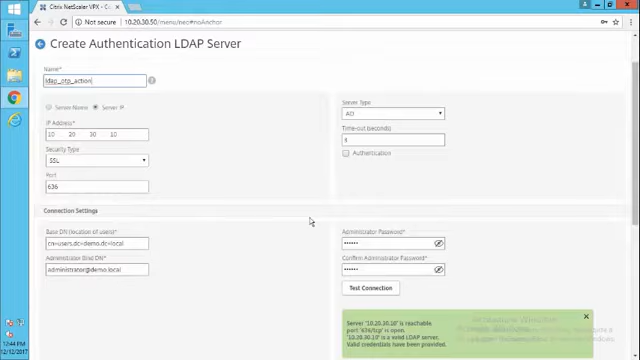 Citrix NetScaler VPX - C
Not secure
10.20.30.50/menu/neo#noAnchor
Create Authentication LDAP Server
Name*
ldap_otp_action
Server Name
Server IP
IP Address*
10 20 30 10
Security Type
SSL
Port
636
Server Type
AD
Time-out (seconds)
3
Authentication
Connection Settings
Base DN (location of users)
cn=users,dc=demo,dc=local
Administrator Bind DN*
administrator@demo.local
Administrator Password*
••••••
Confirm Administrator Password*
••••••
Test Connection
Server '10.20.30.10' is reachable.
port '636/tcp' is open.
'10.20.30.10' is a valid LDAP server.
Valid credentials have been provided.
12:44 PM
12/12/2017